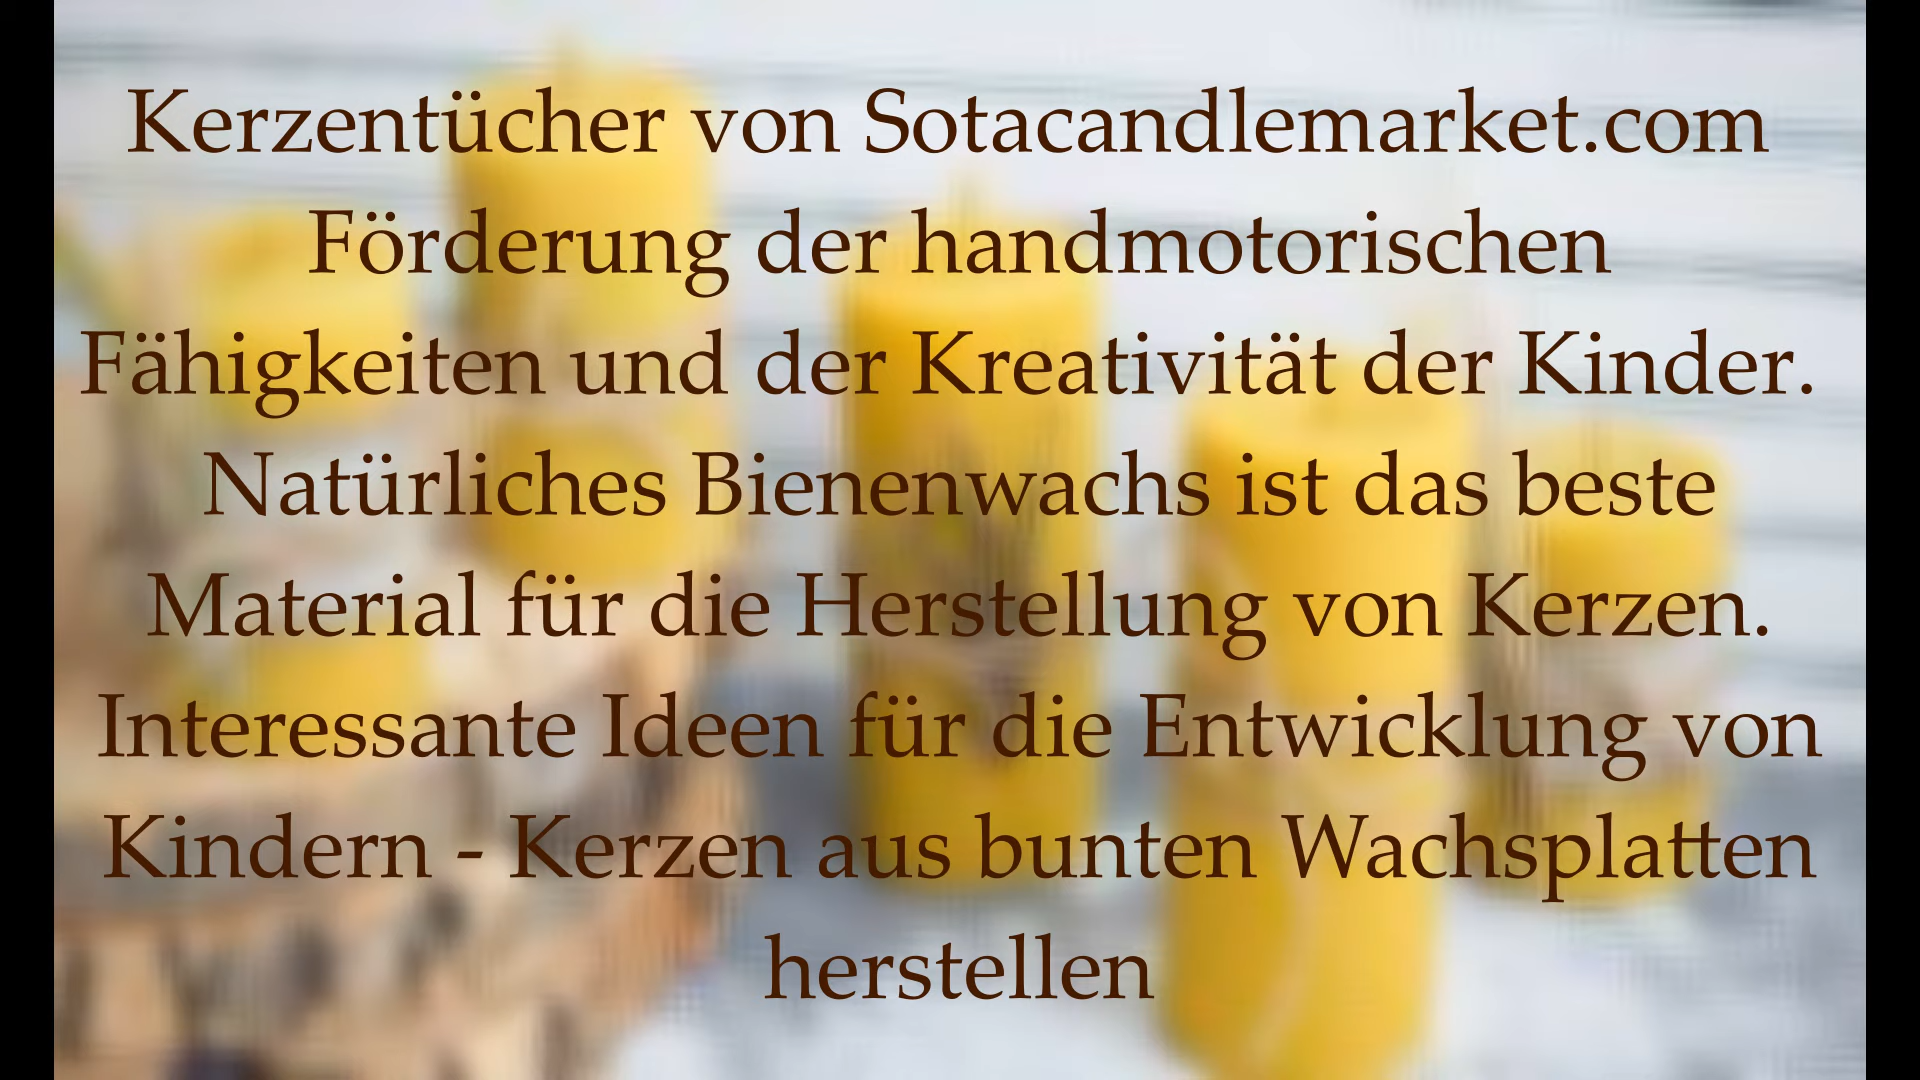 Kerzentücher von Sotacandlemarket.com
Förderung der handmotorischen
Fähigkeiten und der Kreativität der Kinder.
Natürliches Bienenwachs ist das beste
Material für die Herstellung von Kerzen.
Interessante Ideen für die Entwicklung von
Kindern - Kerzen aus bunten Wachsplatten
herstellen